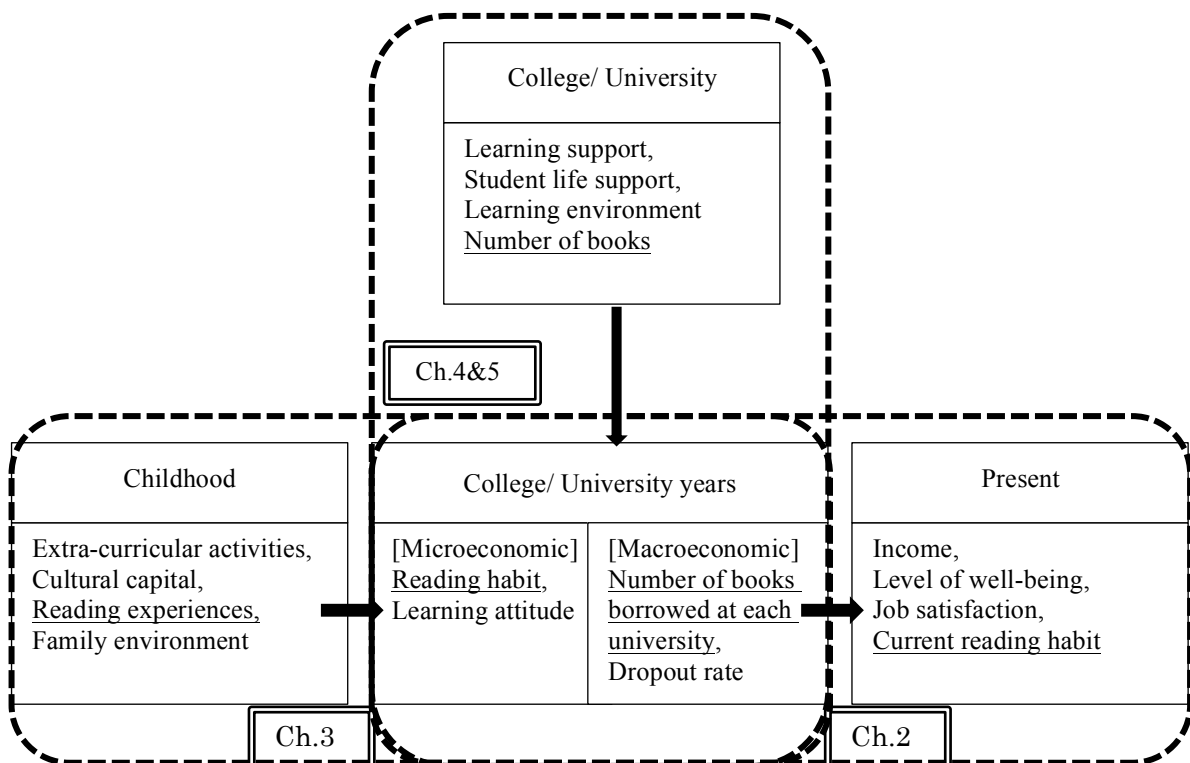 College/ University
Learning support,
Student life support,
Learning environment
Number of books
Ch.4&5
Childhood
Extra-curricular activities,
Cultural capital,
Reading experiences,
Family environment
College/ University years
[Microeconomic]
Reading habit,
Learning attitude
[Macroeconomic]
Number of books
borrowed at each
university,
Dropout rate
Present
Income,
Level of well-being,
Job satisfaction,
Current reading habit
Ch.3
Ch.2